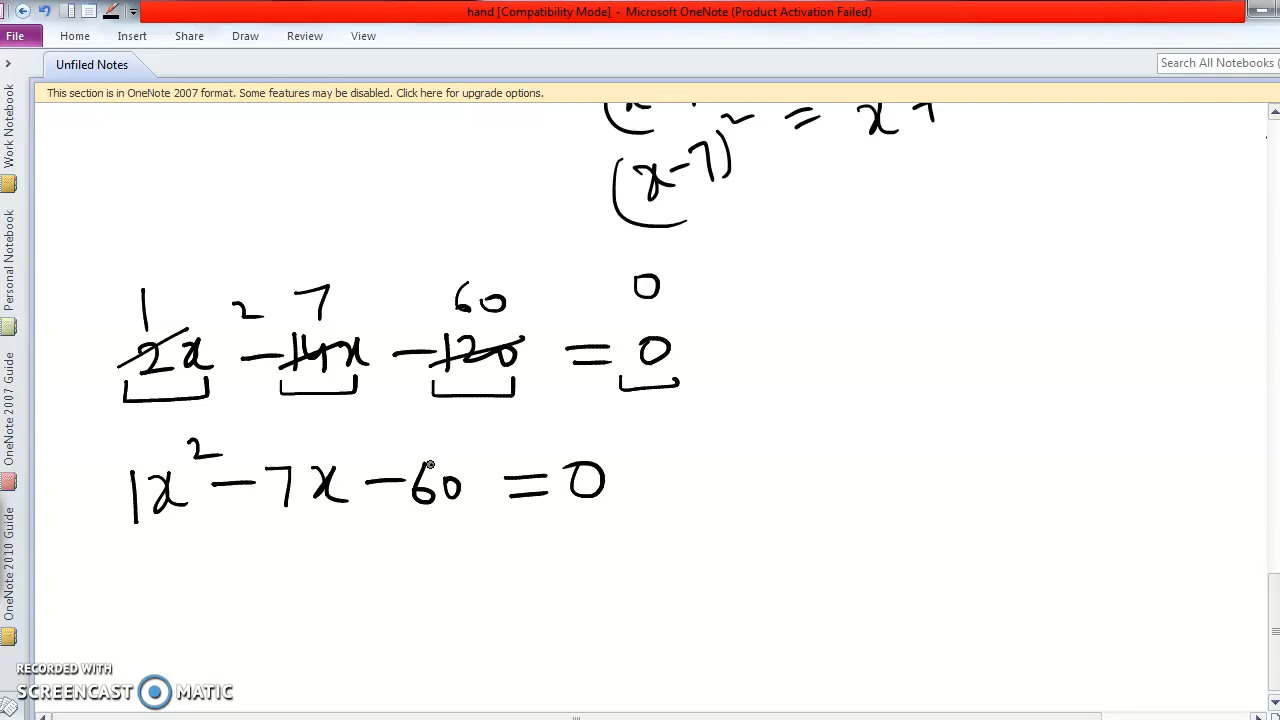 hand [Compatibility Mode] - Microsoft OneNote (Product Activation Failed)
File Home Insert Share Draw Review View
Unfiled Notes
Search All Notebooks (
This section is in OneNote 2007 format. Some features may be disabled. Click here for upgrade options.
Work Notebook
Personal Notebook
OneNote 2007 Guide
OneNote 2010 Guide
(x-7)² = x
1 2 7 60 0
2x - 14x - 120 = 0
1x² - 7x - 60 = 0
RECORDED WITH
SCREENCAST MATIC